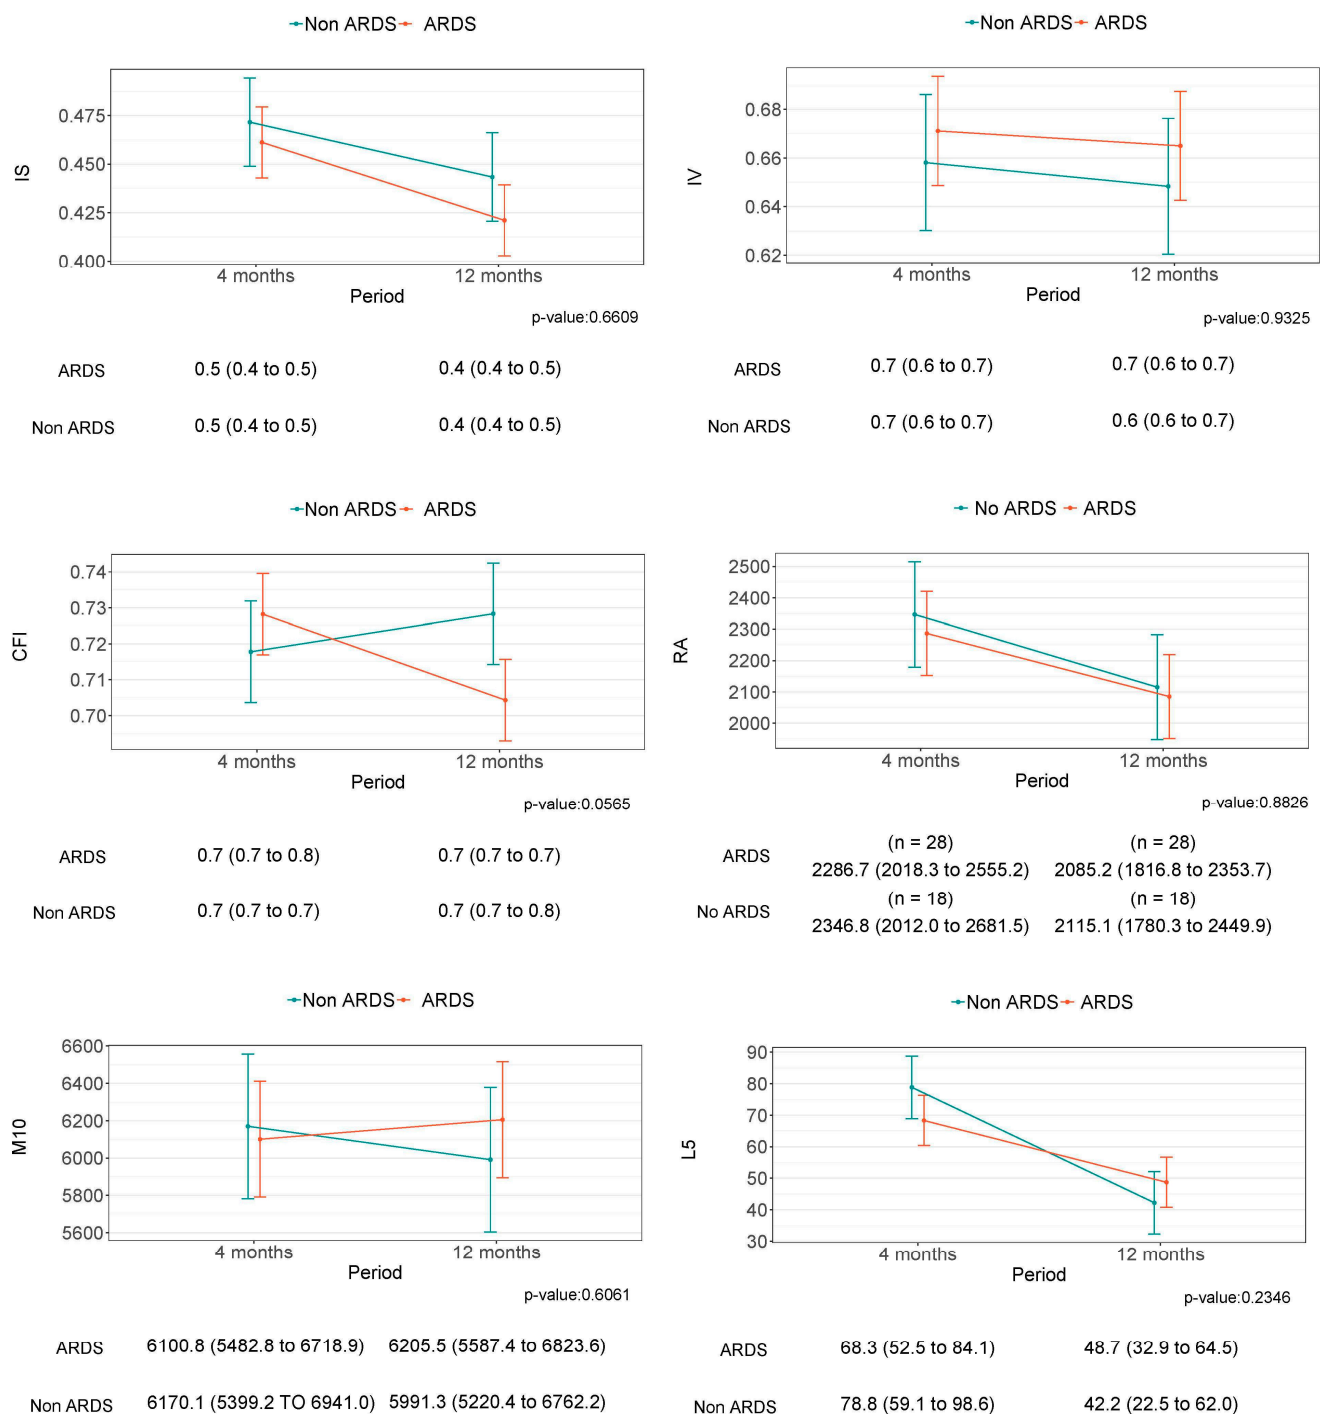 Non ARDS ARDS
IS
0.475
0.450
0.425
0.400
4 months 12 months
Period
p-value:0.6609
ARDS 0.5 (0.4 to 0.5) 0.4 (0.4 to 0.5)
Non ARDS 0.5 (0.4 to 0.5) 0.4 (0.4 to 0.5)
Non ARDS ARDS
IV
0.68
0.66
0.64
0.62
4 months 12 months
Period
p-value:0.9325
ARDS 0.7 (0.6 to 0.7) 0.7 (0.6 to 0.7)
Non ARDS 0.7 (0.6 to 0.7) 0.6 (0.6 to 0.7)
Non ARDS ARDS
CFI
0.74
0.73
0.72
0.71
0.70
4 months 12 months
Period
p-value:0.0565
ARDS 0.7 (0.7 to 0.8) 0.7 (0.7 to 0.7)
Non ARDS 0.7 (0.7 to 0.7) 0.7 (0.7 to 0.8)
No ARDS ARDS
RA
2500
2400
2300
2200
2100
2000
4 months 12 months
Period
p-value:0.8826
(n = 28) (n = 28)
ARDS
2286.7 (2018.3 to 2555.2) 2085.2 (1816.8 to 2353.7)
(n = 18) (n = 18)
No ARDS
2346.8 (2012.0 to 2681.5) 2115.1 (1780.3 to 2449.9)
Non ARDS ARDS
M10
6600
6400
6200
6000
5800
5600
4 months 12 months
Period
p-value:0.6061
ARDS 6100.8 (5482.8 to 6718.9) 6205.5 (5587.4 to 6823.6)
Non ARDS 6170.1 (5399.2 TO 6941.0) 5991.3 (5220.4 to 6762.2)
Non ARDS ARDS
L5
90
80
70
60
50
40
30
4 months 12 months
Period
p-value:0.2346
ARDS 68.3 (52.5 to 84.1) 48.7 (32.9 to 64.5)
Non ARDS 78.8 (59.1 to 98.6) 42.2 (22.5 to 62.0)